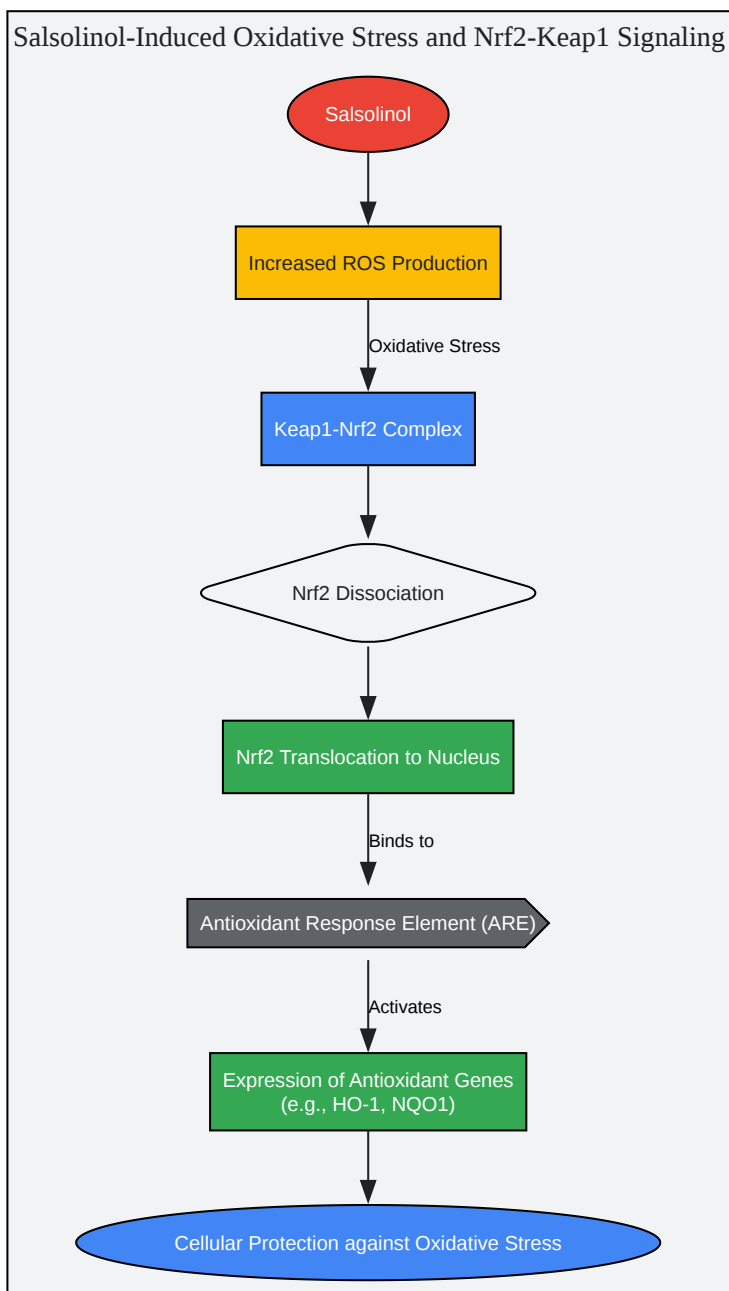 Salsolinol-Induced Oxidative Stress and Nrf2-Keap1 Signaling
Salsolinol
Increased ROS Production
Oxidative Stress
Keap1-Nrf2 Complex
Nrf2 Dissociation
Nrf2 Translocation to Nucleus
Binds to
Antioxidant Response Element (ARE)
Activates
Expression of Antioxidant Genes
(e.g., HO-1, NQO1)
Cellular Protection against Oxidative Stress